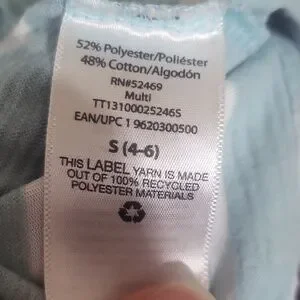 52% Polyester/Poliéster
48% Cotton/Algodón
RN#52469
Multi
TT1310002S246S
EAN/UPC 1 9620300500
S (4-6)
THIS LABEL YARN IS MADE
OUT OF 100% RECYCLED
POLYESTER MATERIALS